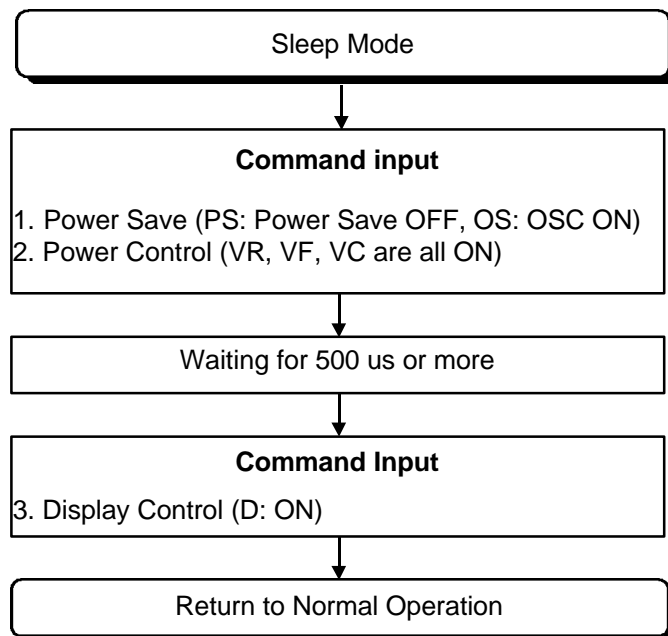 Sleep Mode
Command input
1. Power Save (PS: Power Save OFF, OS: OSC ON)
2. Power Control (VR, VF, VC are all ON)
Waiting for 500 us or more
Command Input
3. Display Control (D: ON)
Return to Normal Operation